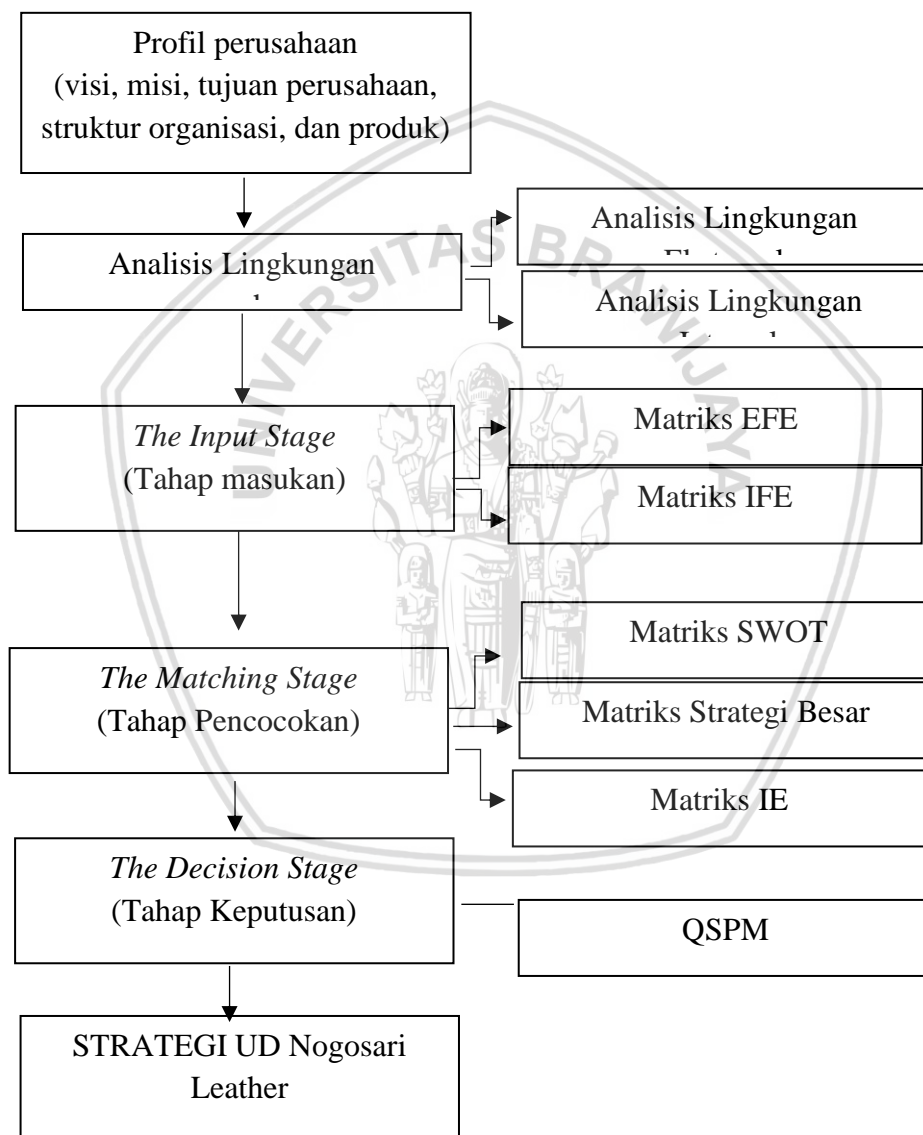 Profil perusahaan
(visi, misi, tujuan perusahaan,
struktur organisasi, dan produk)
Analisis Lingkungan
Analisis Lingkungan
Analisis Lingkungan
The Input Stage
(Tahap masukan)
Matriks EFE
Matriks IFE
The Matching Stage
(Tahap Pencocokan)
Matriks SWOT
Matriks Strategi Besar
Matriks IE
The Decision Stage
(Tahap Keputusan)
QSPM
STRATEGI UD Nogosari
Leather
UNIVERSITAS BRAWIJAYA